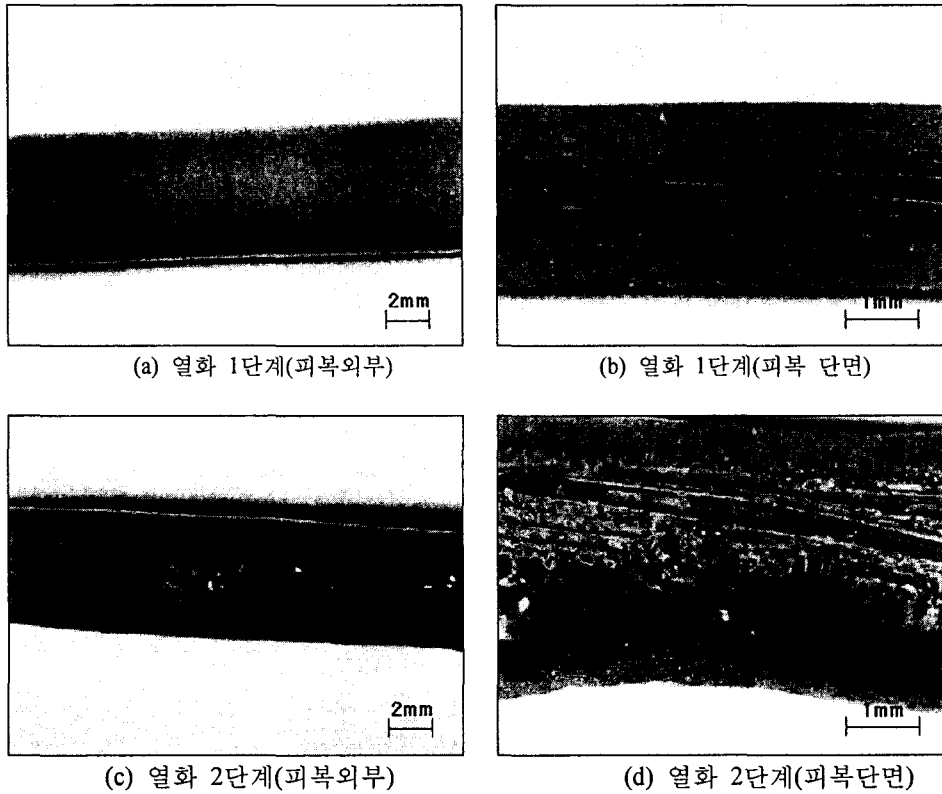 2mm
1mm
(a) 열화 1단계(피복외부)
(b) 열화 1단계(피복 단면)
2mm
1mm
(c) 열화 2단계(피복외부)
(d) 열화 2단계(피복단면)